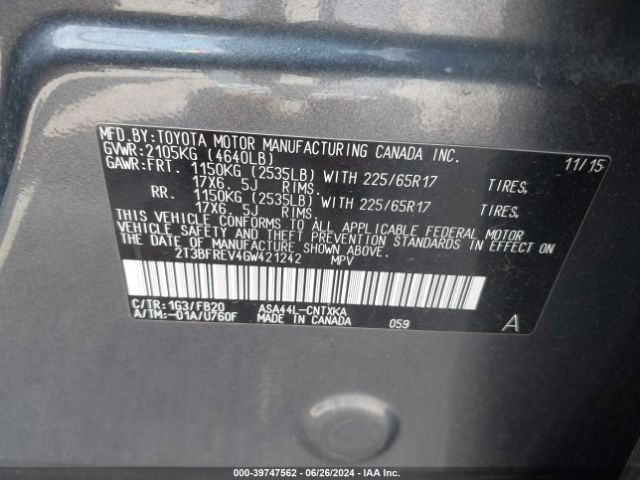 MFD.BY:TOYOTA MOTOR MANUFACTURING CANADA INC.
GVWR:2105KG (4640LB) 11/15
GAWR:FRT. 1150KG (2535LB) WITH 225/65R17 TIRES,
17X6.5J RIMS.
RR. 1150KG (2535LB) WITH 225/65R17 TIRES,
17X6.5J RIMS.
THIS VEHICLE CONFORMS TO ALL APPLICABLE FEDERAL MOTOR
VEHICLE SAFETY AND THEFT PREVENTION STANDARDS IN EFFECT ON
THE DATE OF MANUFACTURE SHOWN ABOVE.
2T3BFREV4GW421242 MPV
C/TR:1G3/FB20 ASA44L-CNTXKA
A/TM:-01A/U760F MADE IN CANADA 059 A
000-39747562 - 06/26/2024 - IAA Inc.